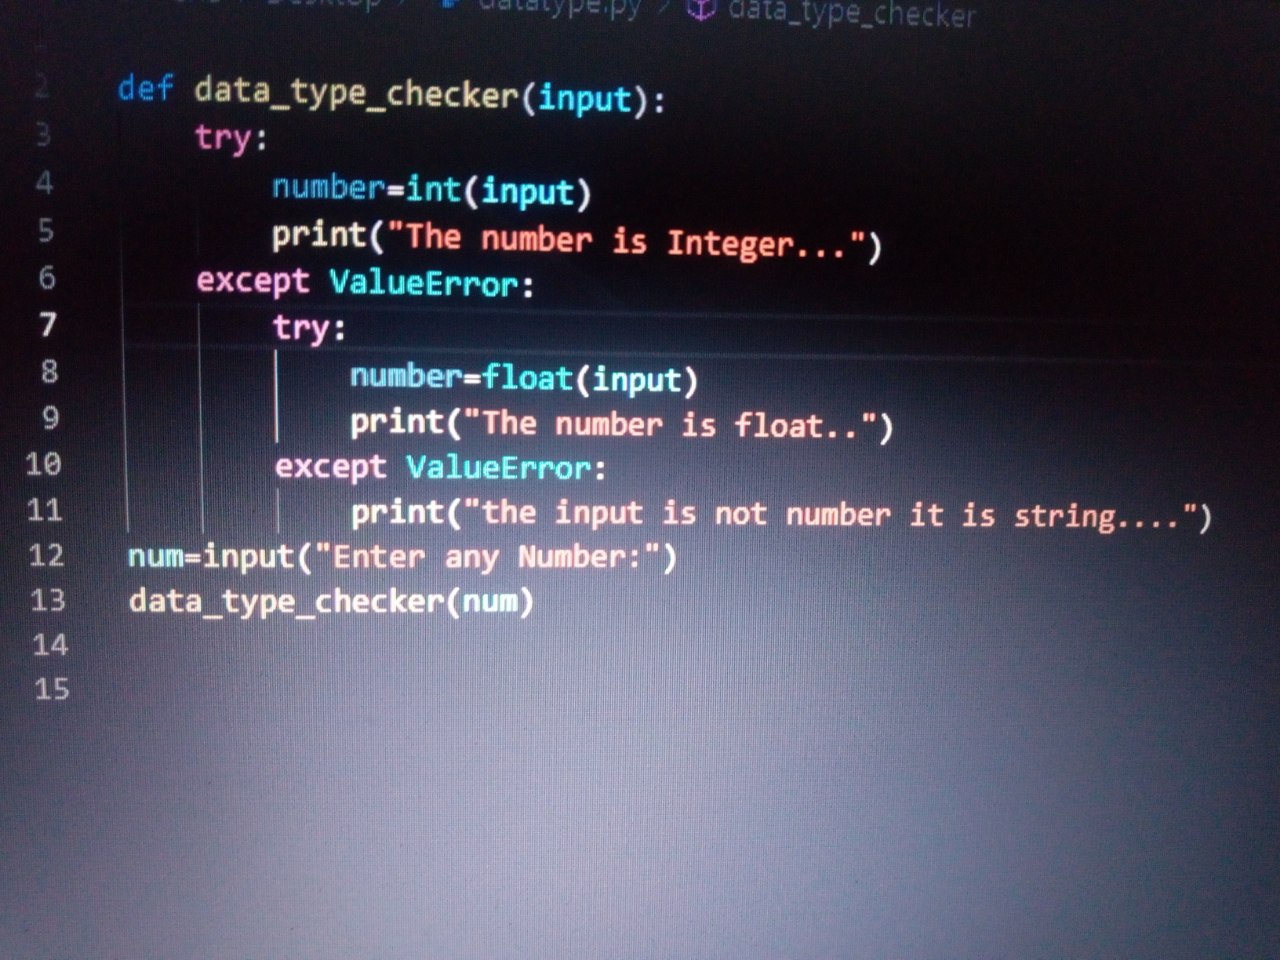 Desktop > datatype.py > data_type_checker
2 def data_type_checker(input):
3 try:
4 number=int(input)
5 print("The number is Integer...")
6 except ValueError:
7 try:
8 number=float(input)
9 print("The number is float..")
10 except ValueError:
11 print("the input is not number it is string....")
12 num=input("Enter any Number:")
13 data_type_checker(num)
14
15